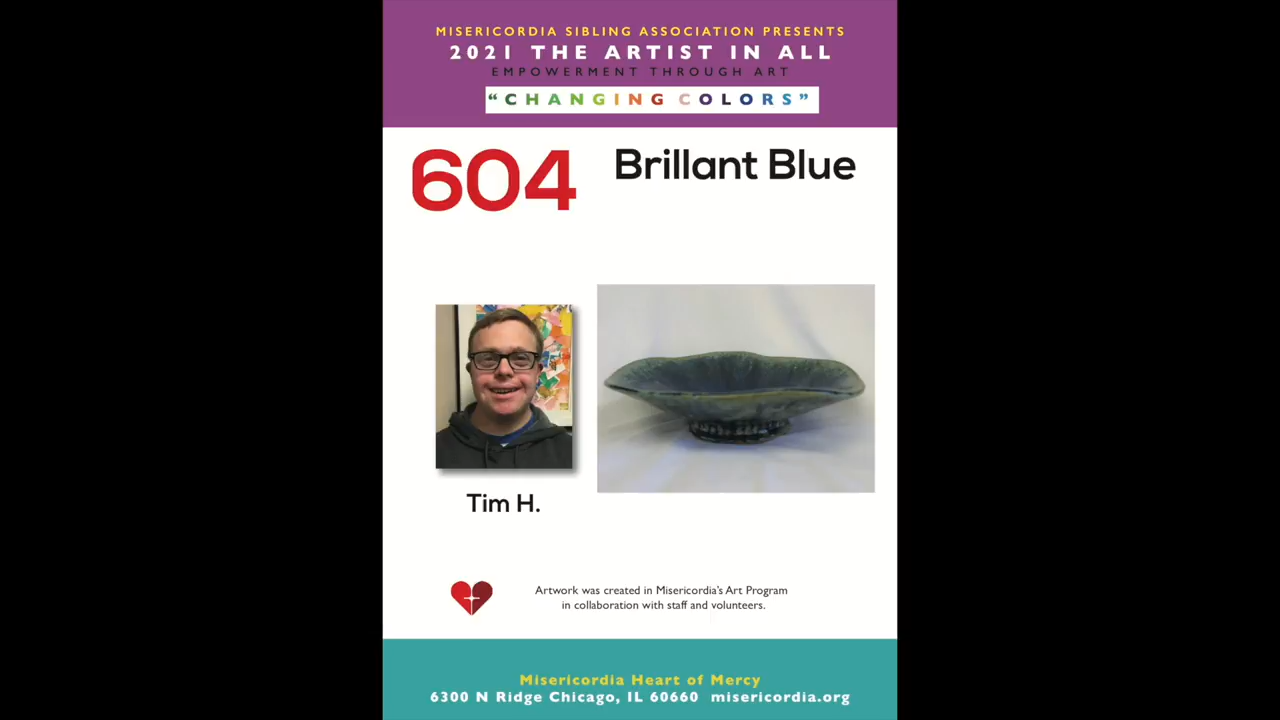 MISERICORDIA SIBLING ASSOCIATION PRESENTS
2021 THE ARTIST IN ALL
EMPOWERMENT THROUGH ART
“CHANGING COLORS”
604
Brillant Blue
Tim H.
Artwork was created in Misericordia’s Art Program
in collaboration with staff and volunteers.
Misericordia Heart of Mercy
6300 N Ridge Chicago, IL 60660 misericordia.org